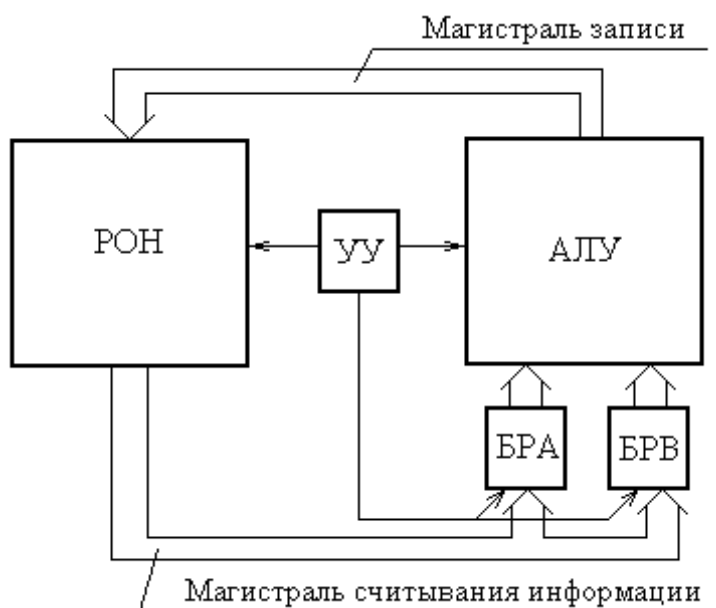 Магистраль записи
РОН
УУ
АЛУ
БРА
БРВ
Магистраль считывания информации